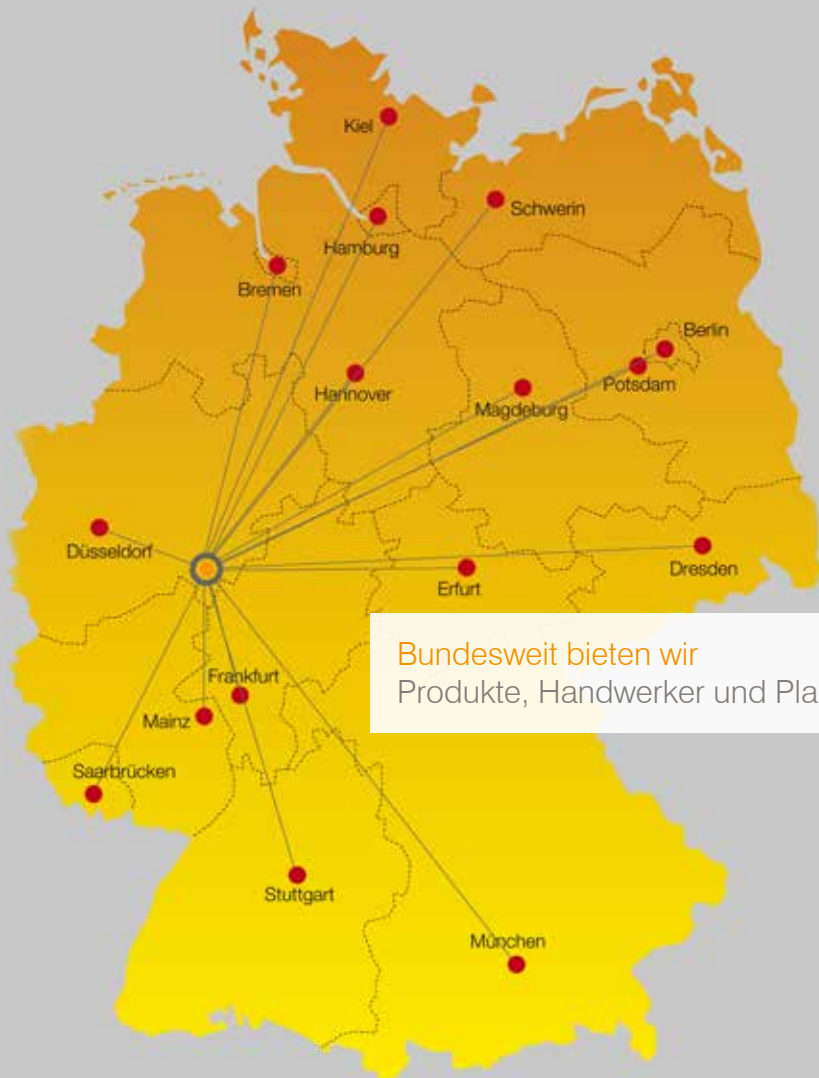 Kiel
Schwerin
Hamburg
Bremen
Berlin
Potsdam
Hannover
Magdeburg
Düsseldorf
Dresden
Erfurt
Bundesweit bieten wir
Produkte, Handwerker und Pla
Frankfurt
Mainz
Saarbrücken
Stuttgart
München